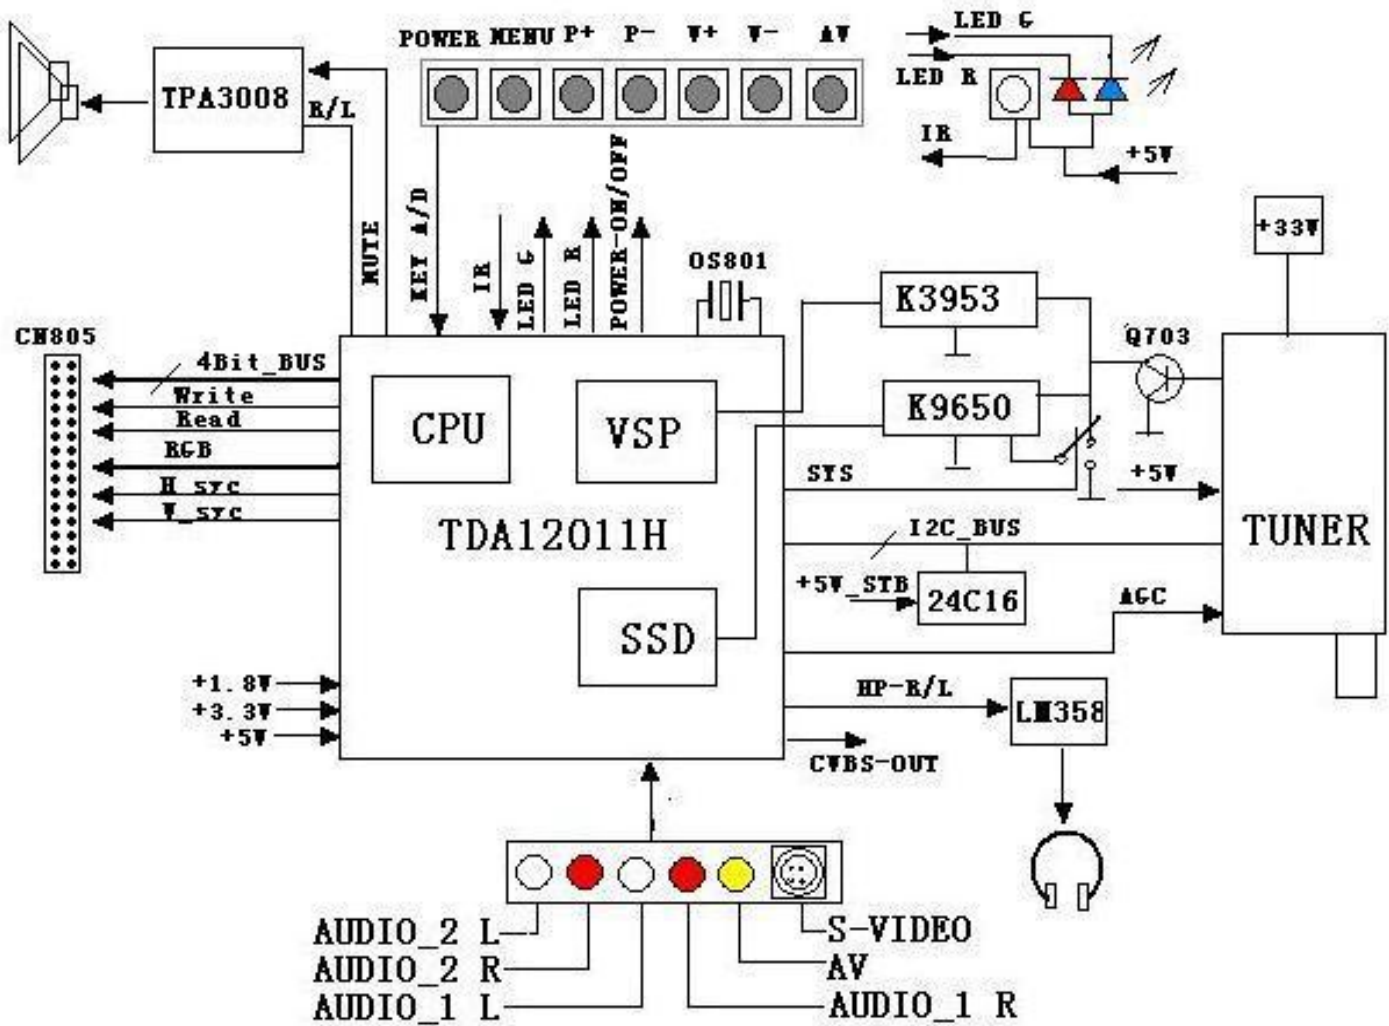 POWER MENU P+ P- V+ V- AV
LED G
LED R
IR
+5V
TPA3008
R/L
MUTE
KEY A/D
IR
LED G
LED R
POWER-ON/OFF
OS801
K3953
Q703
+33V
CN805
4Bit_BUS
Write
Read
RGB
H_syc
V_syc
CPU
VSP
K9650
SYS
+5V
TDA12011H
I2C_BUS
TUNER
+5V_STB
24C16
AGC
SSD
+1.8V
+3.3V
+5V
HP-R/L
LM358
CVBS-OUT
AUDIO_2 L
S-VIDEO
AUDIO_2 R
AV
AUDIO_1 L
AUDIO_1 R